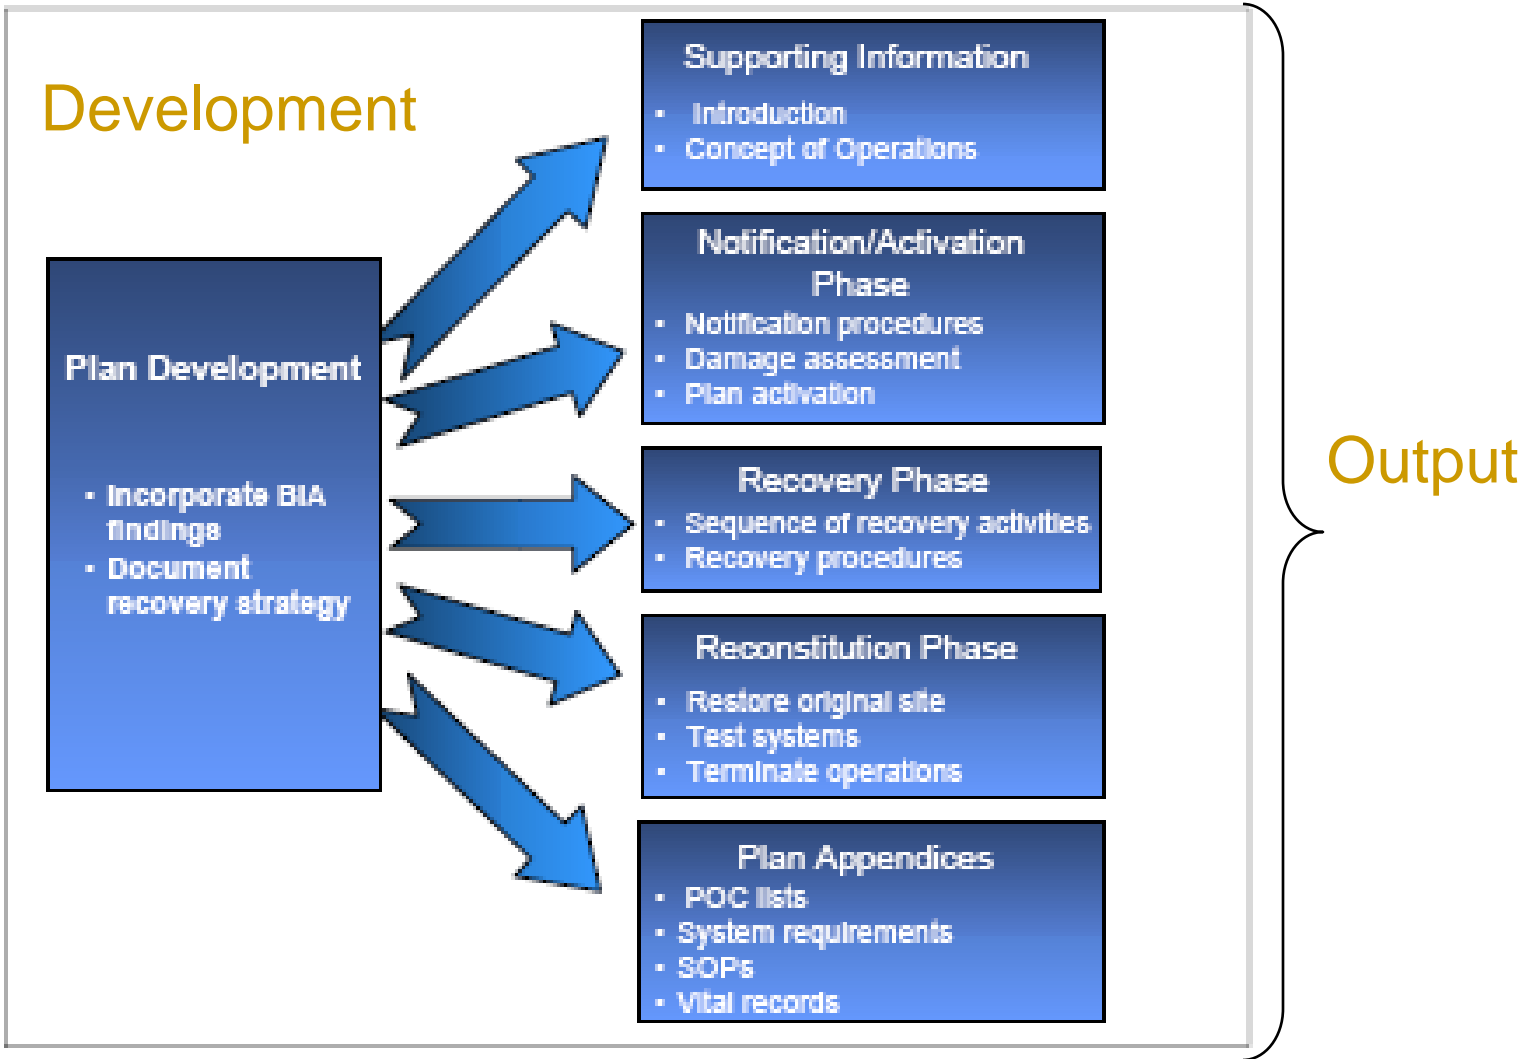 Development
Plan Development
▪ Incorporate BIA
findings
▪ Document
recovery strategy
Supporting Information
▪ Introduction
▪ Concept of Operations
Notification/Activation
Phase
▪ Notification procedures
▪ Damage assessment
▪ Plan activation
Recovery Phase
▪ Sequence of recovery activities
▪ Recovery procedures
Reconstitution Phase
▪ Restore original site
▪ Test systems
▪ Terminate operations
Plan Appendices
▪ POC lists
▪ System requirements
▪ SOPs
▪ Vital records
Output